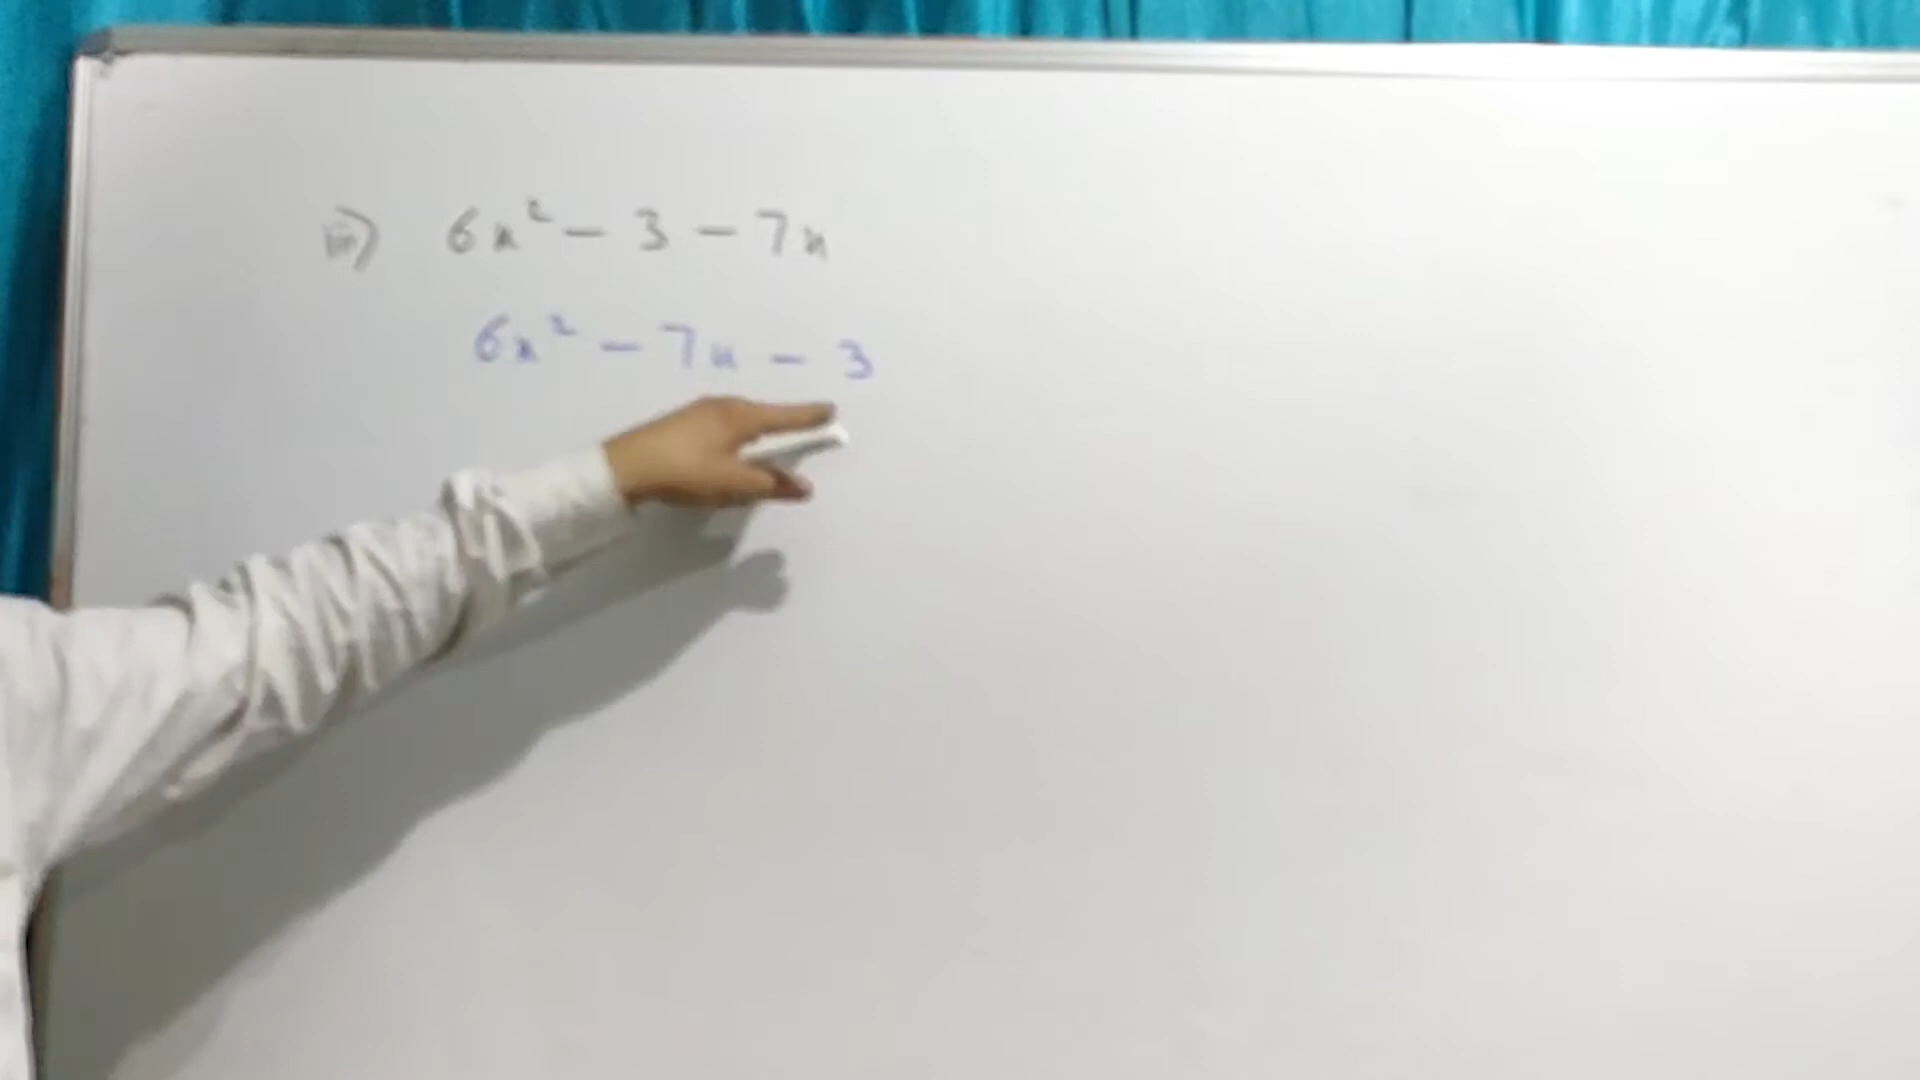 iii) 6x² - 3 - 7x
6x² - 7x - 3